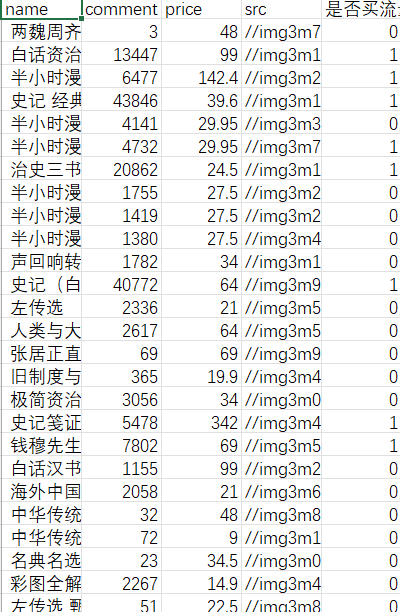 name comment price src 是否买流
两魏周齐 3 48 //img3m7 0
白话资治 13447 99 //img3m1 1
半小时漫 6477 142.4 //img3m2 1
史记 经典 43846 39.6 //img3m1 1
半小时漫 4141 29.95 //img3m3 0
半小时漫 4732 29.95 //img3m7 1
治史三书 20862 24.5 //img3m1 1
半小时漫 1755 27.5 //img3m2 0
半小时漫 1419 27.5 //img3m2 0
半小时漫 1380 27.5 //img3m4 0
声回响转 1782 34 //img3m1 0
史记（白 40772 64 //img3m9 1
左传选 2336 21 //img3m5 0
人类与大 2617 64 //img3m5 0
张居正直 69 69 //img3m9 0
旧制度与 365 19.9 //img3m4 0
极简资治 3056 34 //img3m0 0
史记笺证 5478 342 //img3m4 1
钱穆先生 7802 69 //img3m5 1
白话汉书 1155 99 //img3m2 0
海外中国 2058 21 //img3m6 0
中华传统 32 48 //img3m8 0
中华传统 72 9 //img3m1 0
名典名选 23 34.5 //img3m0 0
彩图全解 2267 14.9 //img3m4 0
左传选 51 22.5 //img3m8 0